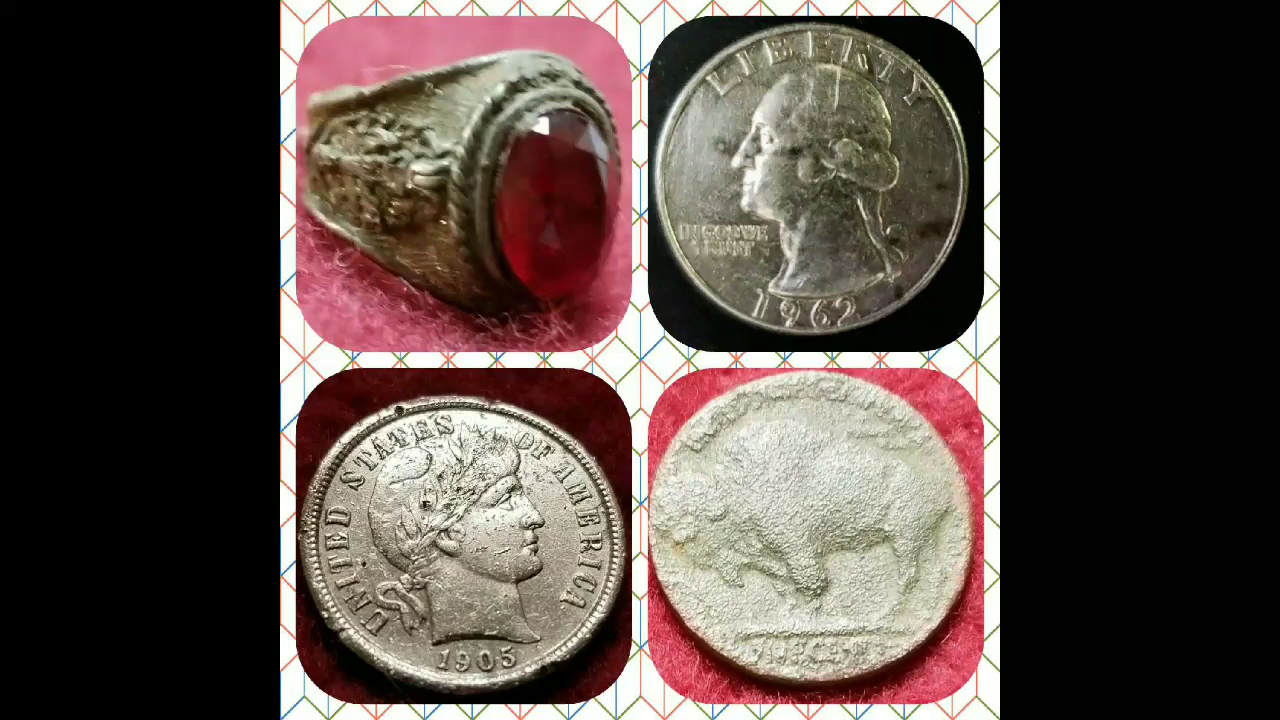 LIBERTY
IN GOD WE
TRUST
1962
UNITED STATES OF AMERICA
1905